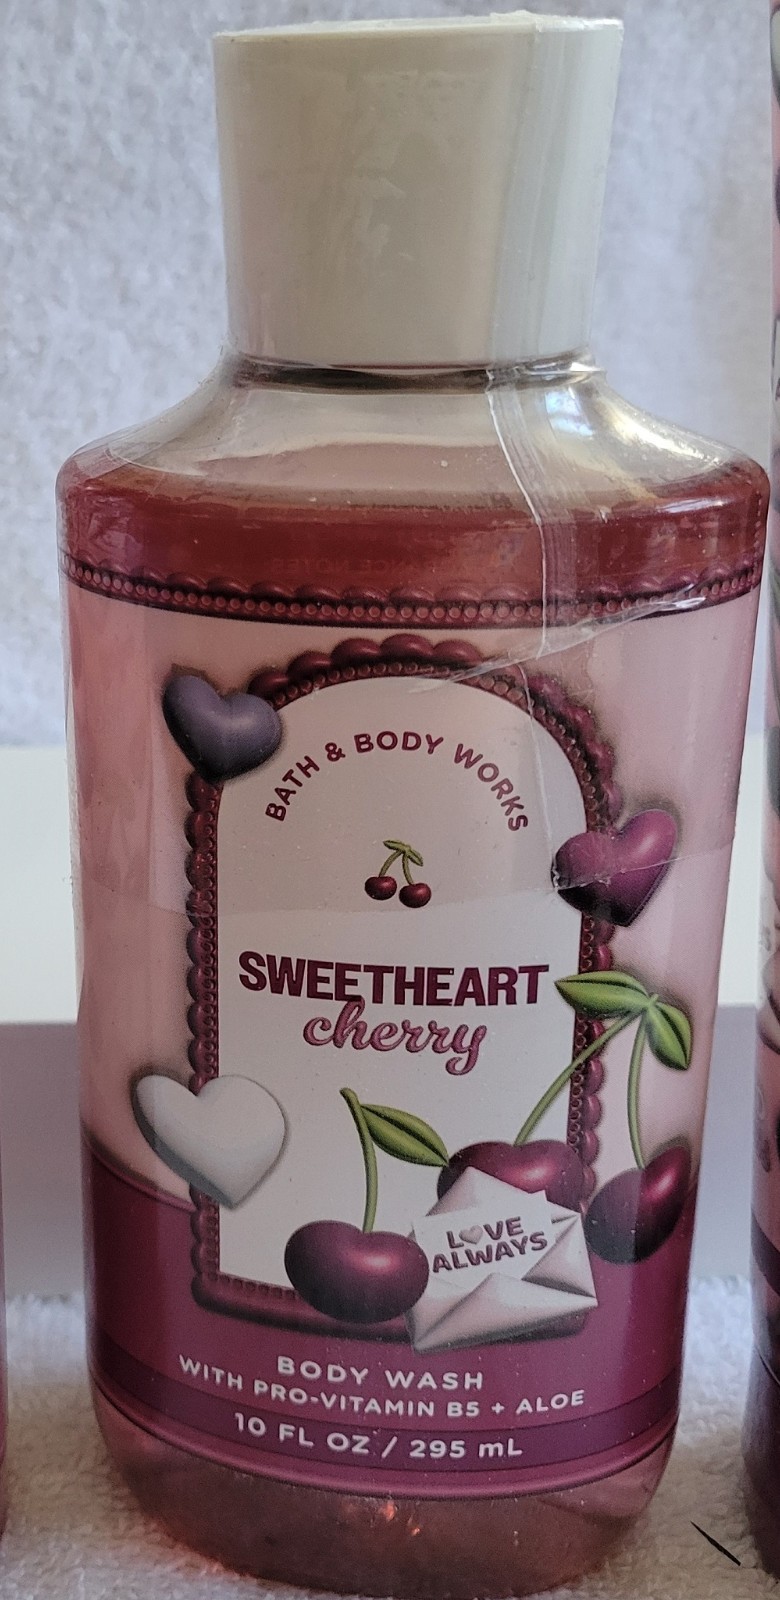 BATH & BODY WORKS
SWEETHEART
cherry
LOVE
ALWAYS
BODY WASH
WITH PRO-VITAMIN B5 + ALOE
10 FL OZ / 295 mL